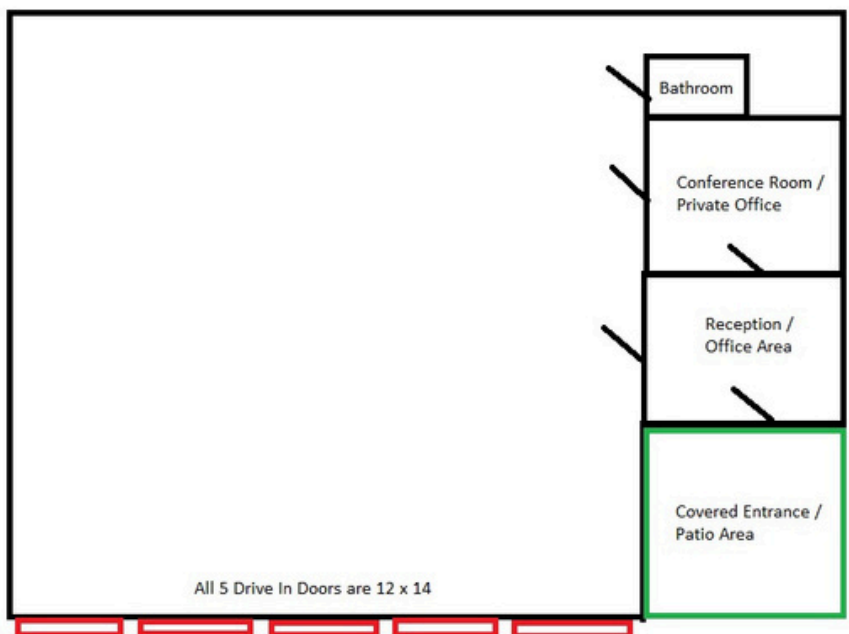 Bathroom
Conference Room /
Private Office
Reception /
Office Area
Covered Entrance /
Patio Area
All 5 Drive In Doors are 12 x 14